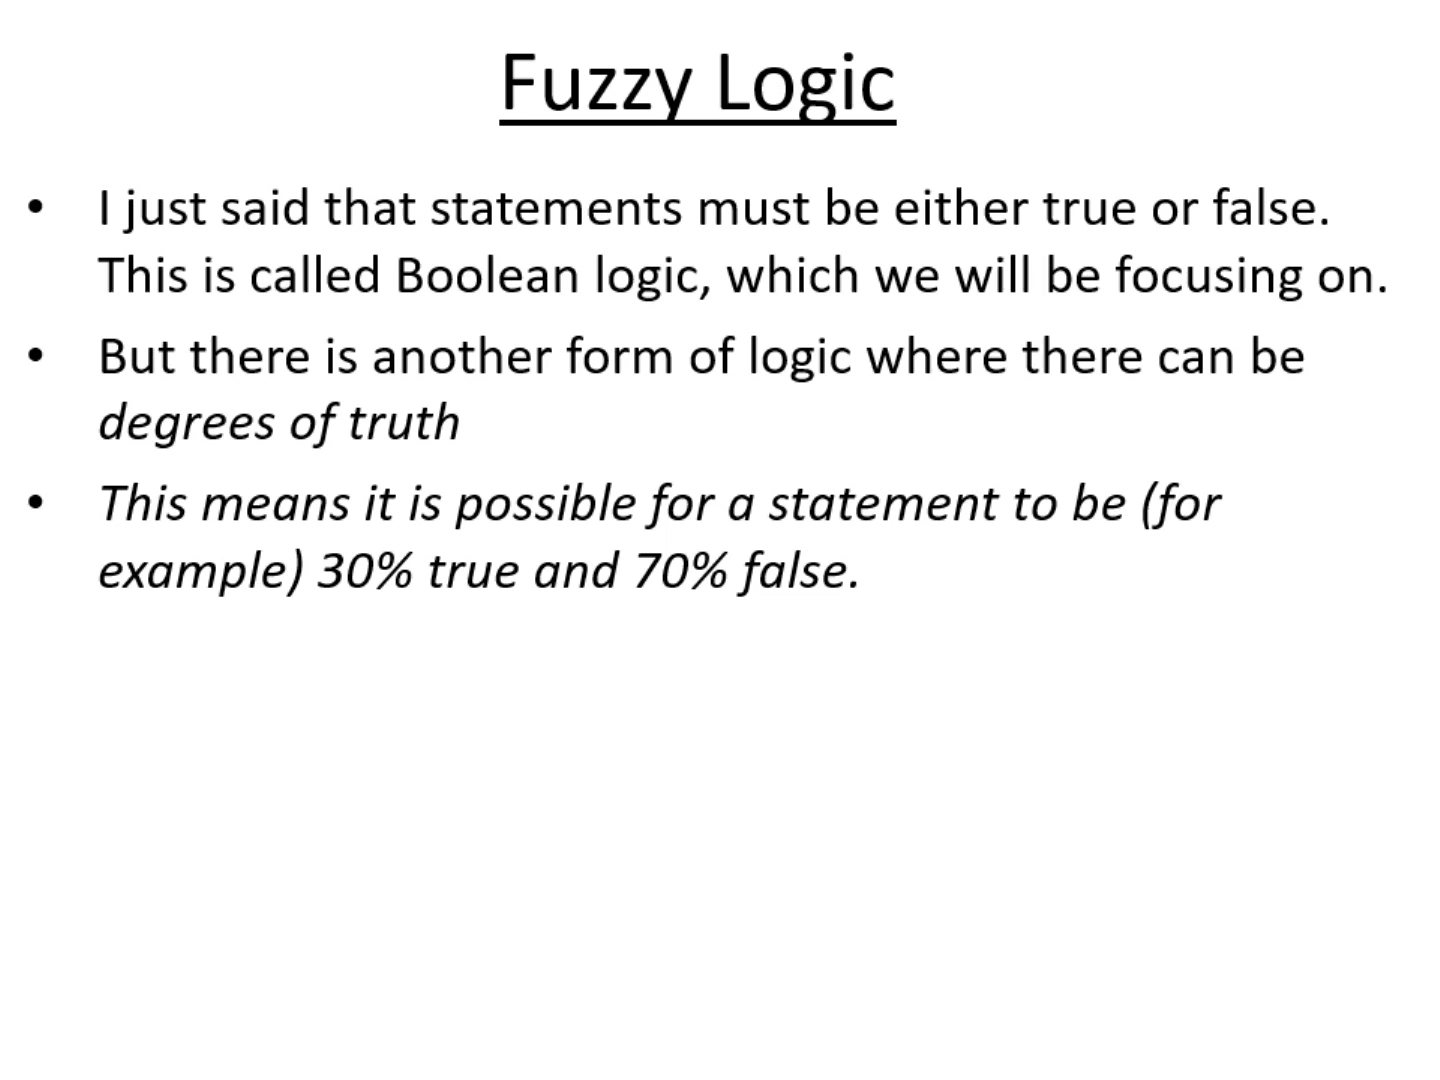 Fuzzy Logic
• I just said that statements must be either true or false.
This is called Boolean logic, which we will be focusing on.
• But there is another form of logic where there can be
degrees of truth
• This means it is possible for a statement to be (for
example) 30% true and 70% false.